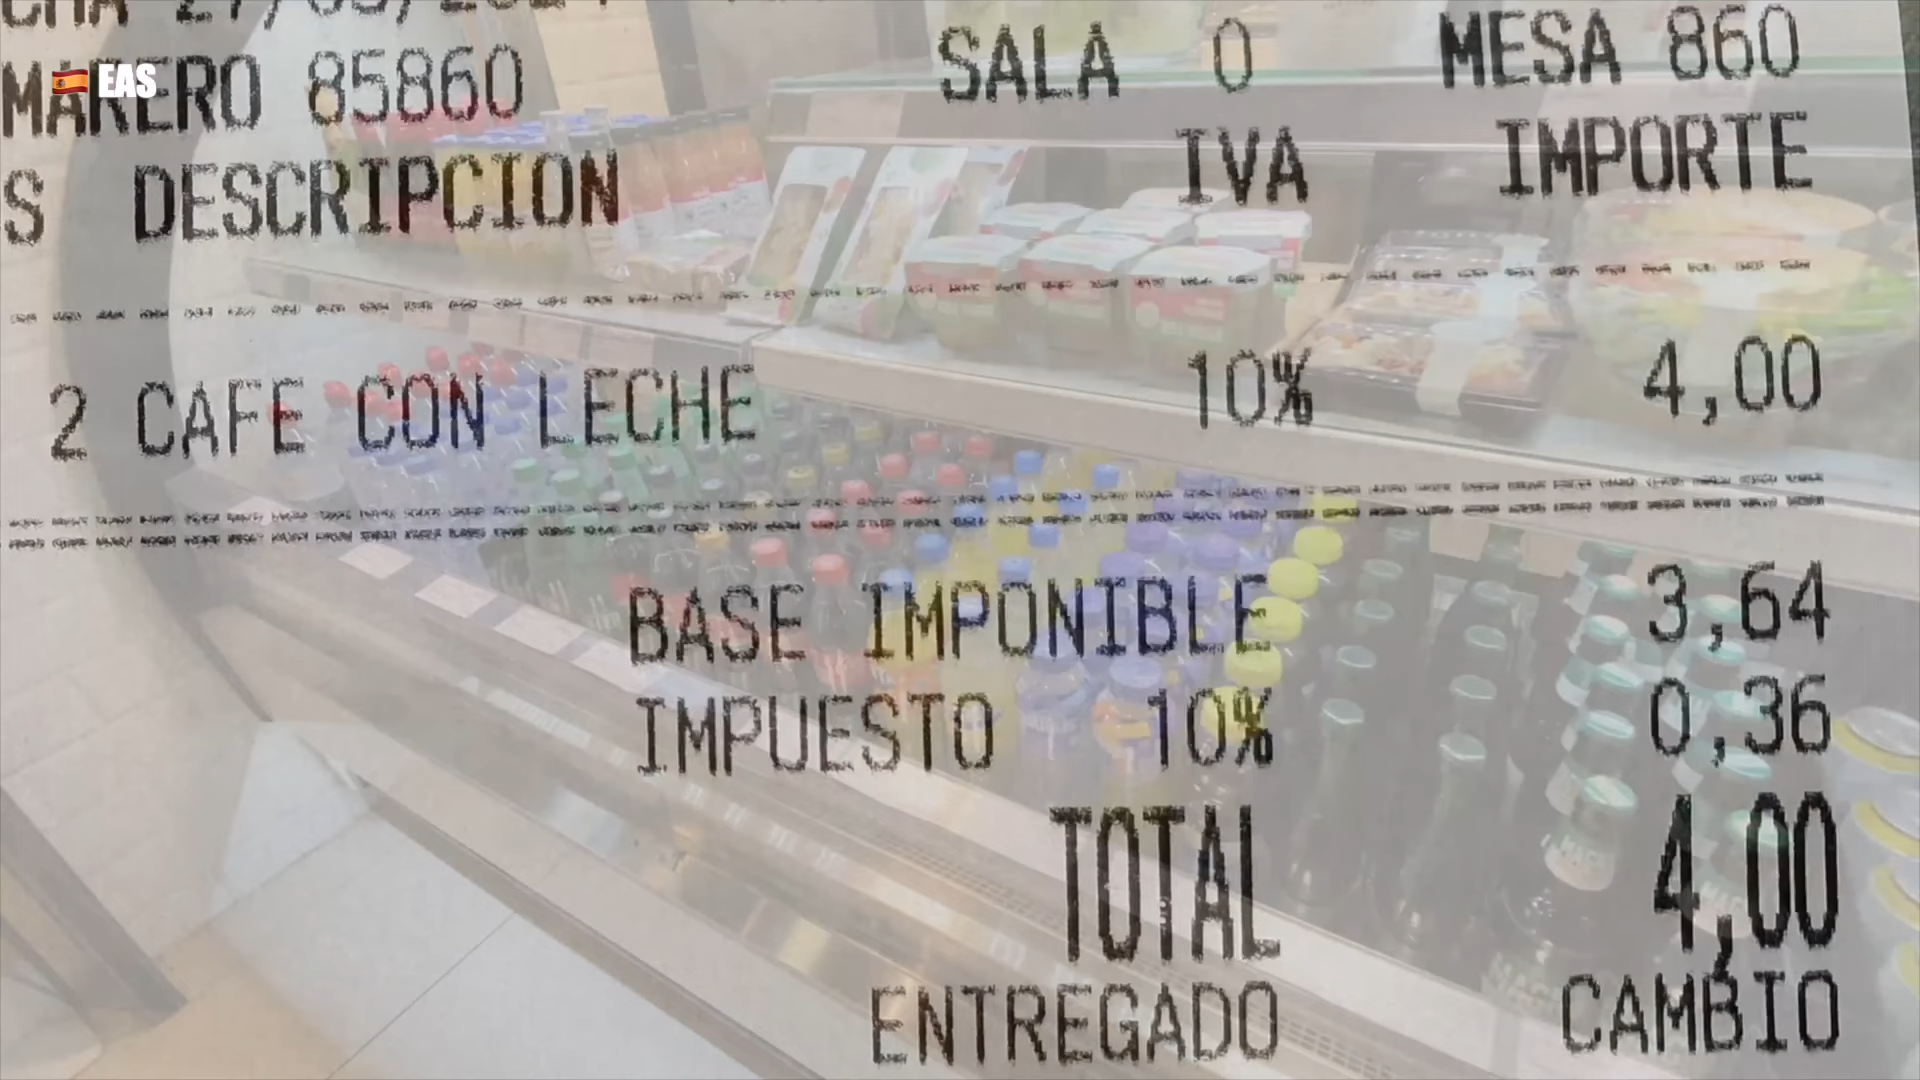 MARERO 85860 SALA 0 MESA 860
EAS
S DESCRIPCION IVA IMPORTE
2 CAFE CON LECHE 10% 4,00
BASE IMPONIBLE 3,64
IMPUESTO 10% 0,36
TOTAL 4,00
ENTREGADO CAMBIO